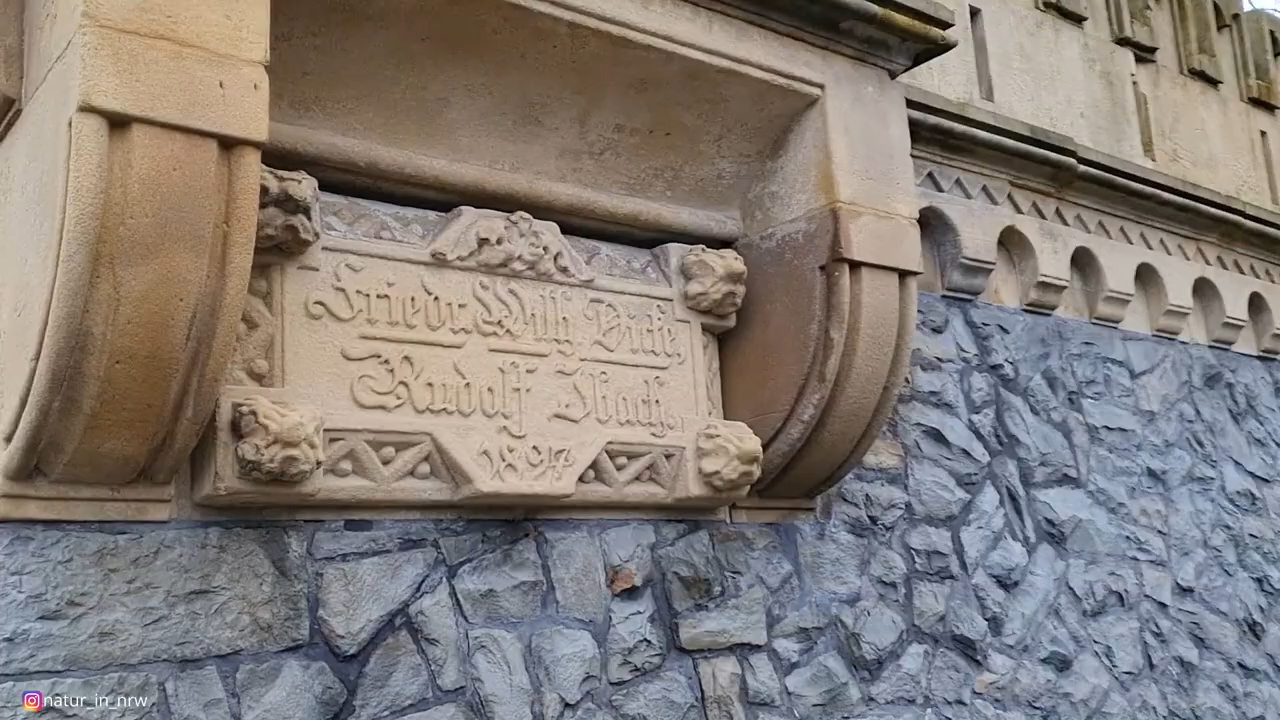 Friedr. Wilh. Dicke,
Rudolf Ibach.
1897
natur_in_nrw